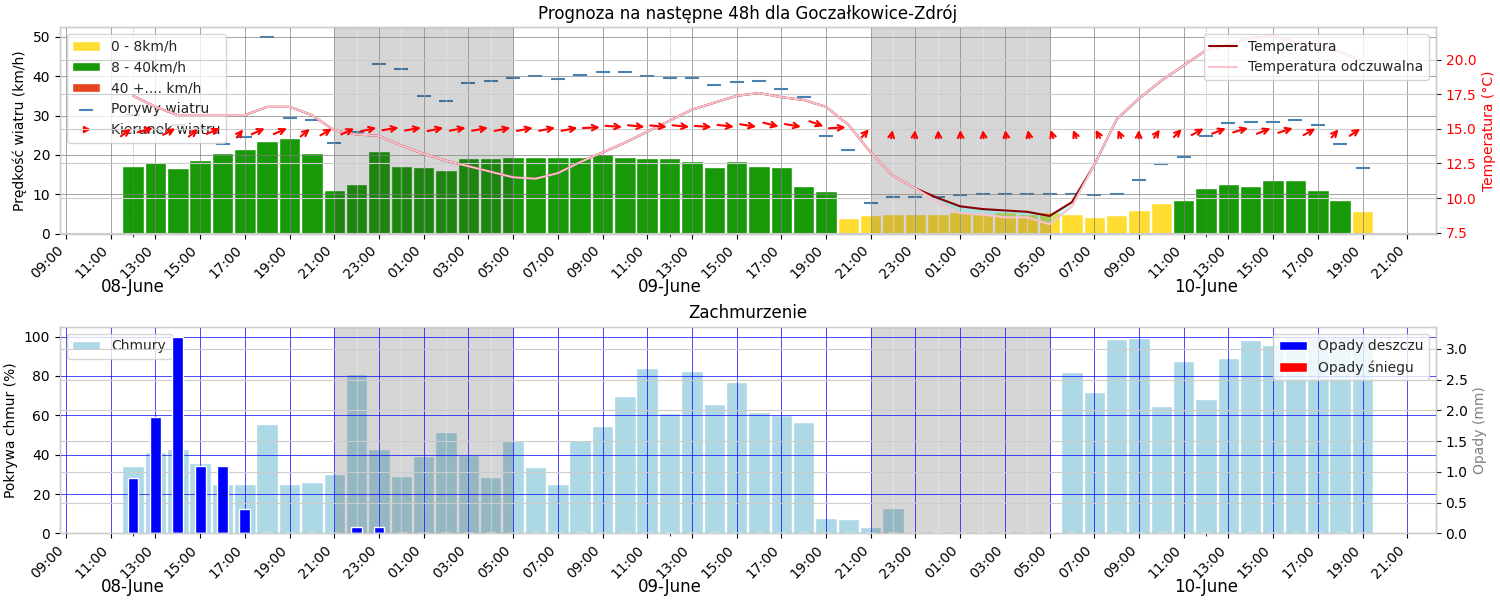 Prognoza na następne 48h dla Goczałkowice-Zdrój
Prędkość wiatru (km/h)
50
40
30
20
10
0
0 - 8km/h
8 - 40km/h
40 +.... km/h
Porywy wiatru
Kierunek wiatru
Temperatura
Temperatura odczuwalna
20.0
17.5
15.0
12.5
10.0
7.5
Temperatura (°C)
09:00 11:00 13:00 15:00 17:00 19:00 21:00 23:00 01:00 03:00 05:00 07:00 09:00 11:00 13:00 15:00 17:00 19:00 21:00 23:00 01:00 03:00 05:00 07:00 09:00 11:00 13:00 15:00 17:00 19:00 21:00
08-June 09-June 10-June
Zachmurzenie
Pokrywa chmur (%)
100
80
60
40
20
0
Chmury
Opady deszczu
Opady śniegu
3.0
2.5
2.0
1.5
1.0
0.5
0.0
Opady (mm)
09:00 11:00 13:00 15:00 17:00 19:00 21:00 23:00 01:00 03:00 05:00 07:00 09:00 11:00 13:00 15:00 17:00 19:00 21:00 23:00 01:00 03:00 05:00 07:00 09:00 11:00 13:00 15:00 17:00 19:00 21:00
08-June 09-June 10-June